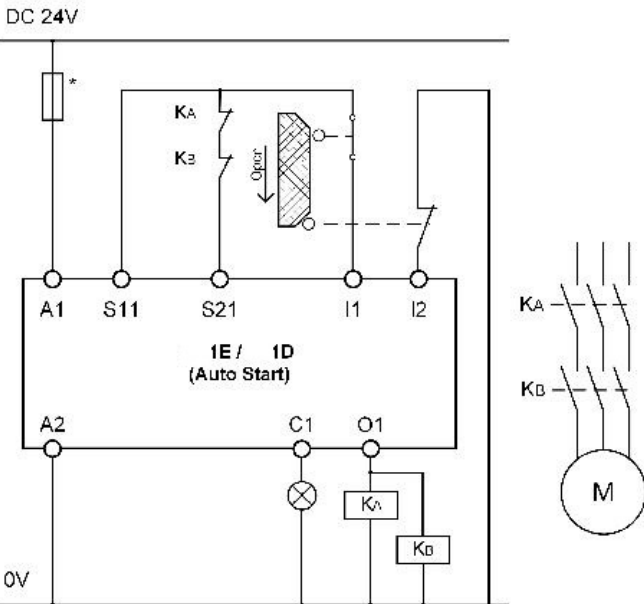 DC 24V
*
KA
KB
Open
A1 S11 S21 I1 I2
1E / 1D
(Auto Start)
A2 C1 O1
KA
KB
0V
KA
KB
M